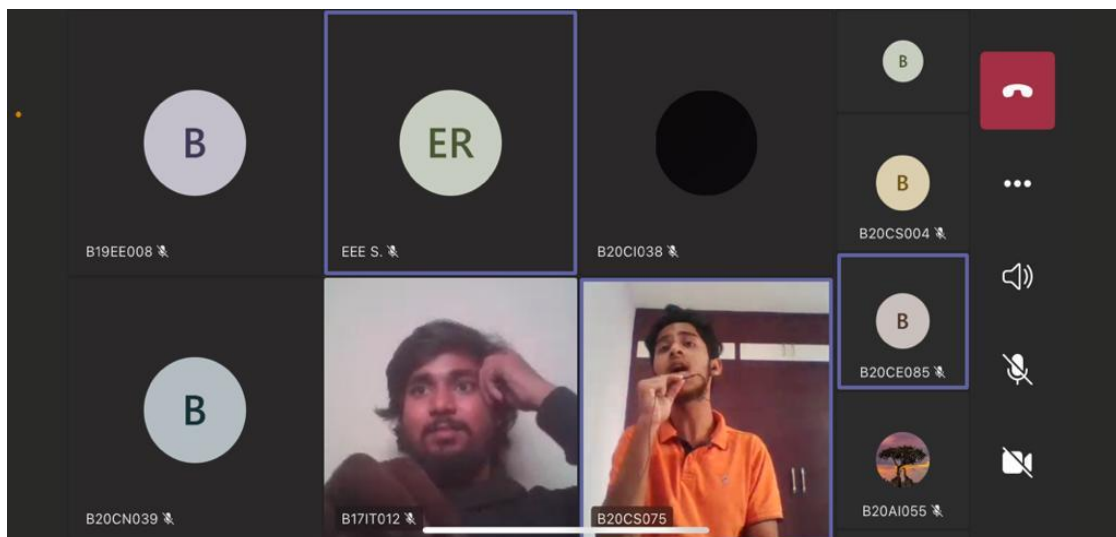 B
B19EE008
ER
EEE S.
B20CI038
B
B20CN039
B17IT012
B20CS075
B
B
B20CS004
B
B20CE085
B20AI055